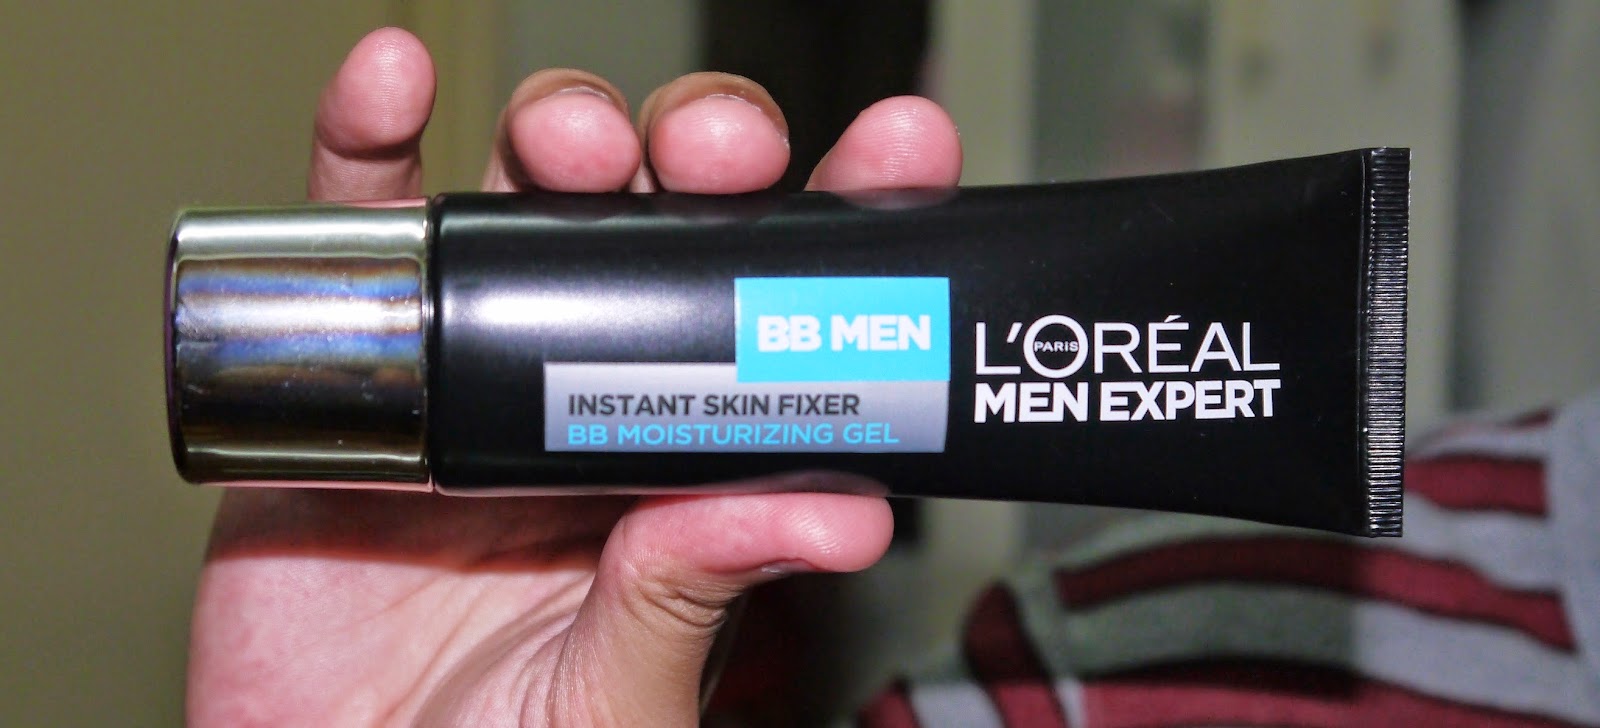 BB MEN
INSTANT SKIN FIXER
BB MOISTURIZING GEL
L'ORÉAL
PARiS
MEN EXPERT